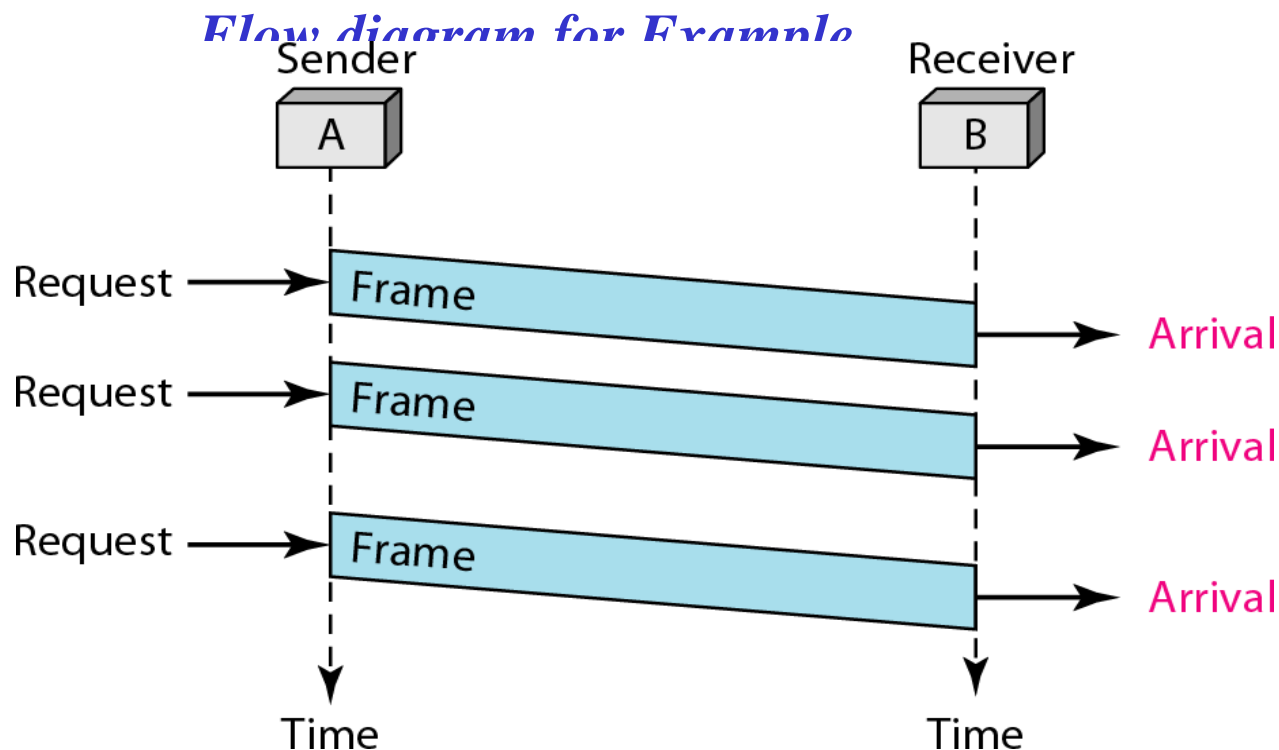 Flow diagram for Example
Sender
Receiver
A
B
Request
Frame
Arrival
Request
Frame
Arrival
Request
Frame
Arrival
Time
Time